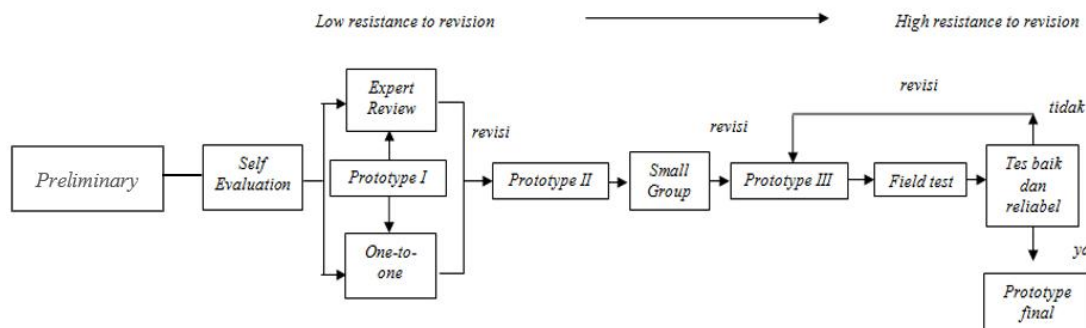 Low resistance to revision
High resistance to revision
revisi
tidak
Expert
Review
revisi
revisi
Preliminary
Self
Evaluation
Prototype I
Prototype II
Small
Group
Prototype III
Field test
Tes baik
dan
reliabel
One-to-
one
ya
Prototype
final